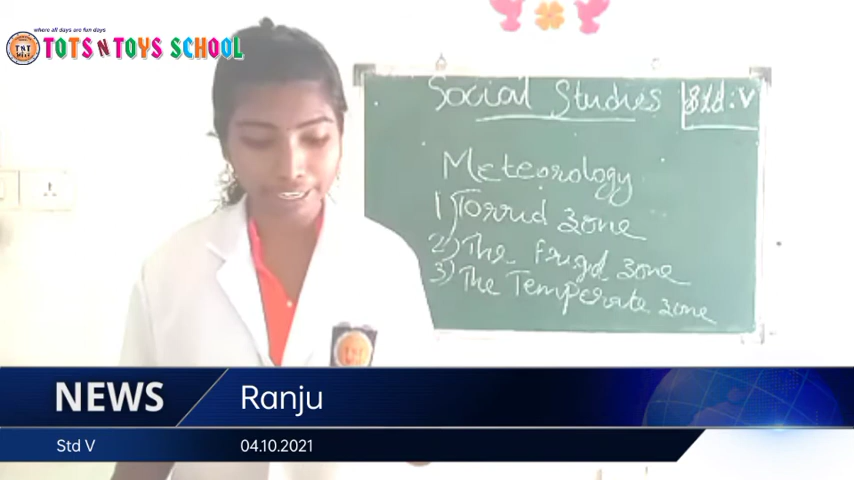 where all days are fun days
TOTS N TOYS SCHOOL
TNT
Social Studies
Std : V
Meteorology
1) Torrid zone
2) The frigid zone
3) The Temperate zone
NEWS
Ranju
Std V
04.10.2021